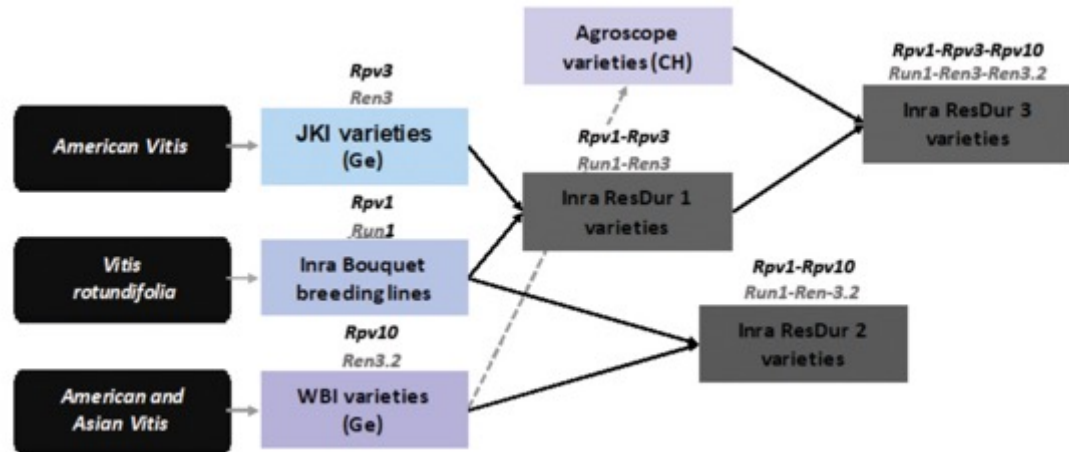 Agroscope
varieties (CH)
Rpv1-Rpv3-Rpv10
Run1-Ren3-Ren3.2
Inra ResDur 3
varieties
Rpv3
Ren3
American Vitis
JKI varieties
(Ge)
Rpv1-Rpv3
Run1-Ren3
Inra ResDur 1
varieties
Rpv1
Run1
Vitis
rotundifolia
Inra Bouquet
breeding lines
Rpv1-Rpv10
Run1-Ren-3.2
Inra ResDur 2
varieties
Rpv10
Ren3.2
American and
Asian Vitis
WBI varieties
(Ge)